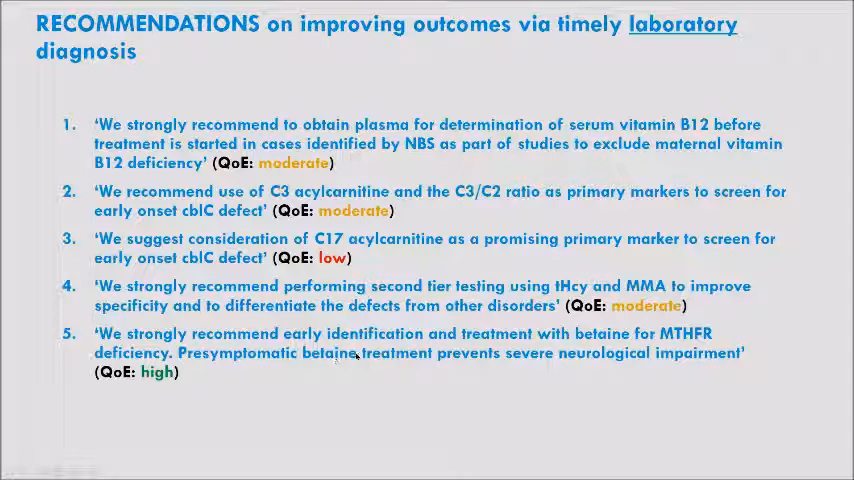 RECOMMENDATIONS on improving outcomes via timely laboratory
diagnosis
1. ‘We strongly recommend to obtain plasma for determination of serum vitamin B12 before
treatment is started in cases identified by NBS as part of studies to exclude maternal vitamin
B12 deficiency’ (QoE: moderate)
2. ‘We recommend use of C3 acylcarnitine and the C3/C2 ratio as primary markers to screen for
early onset cblC defect’ (QoE: moderate)
3. ‘We suggest consideration of C17 acylcarnitine as a promising primary marker to screen for
early onset cblC defect’ (QoE: low)
4. ‘We strongly recommend performing second tier testing using tHcy and MMA to improve
specificity and to differentiate the defects from other disorders’ (QoE: moderate)
5. ‘We strongly recommend early identification and treatment with betaine for MTHFR
deficiency. Presymptomatic betaine treatment prevents severe neurological impairment’
(QoE: high)